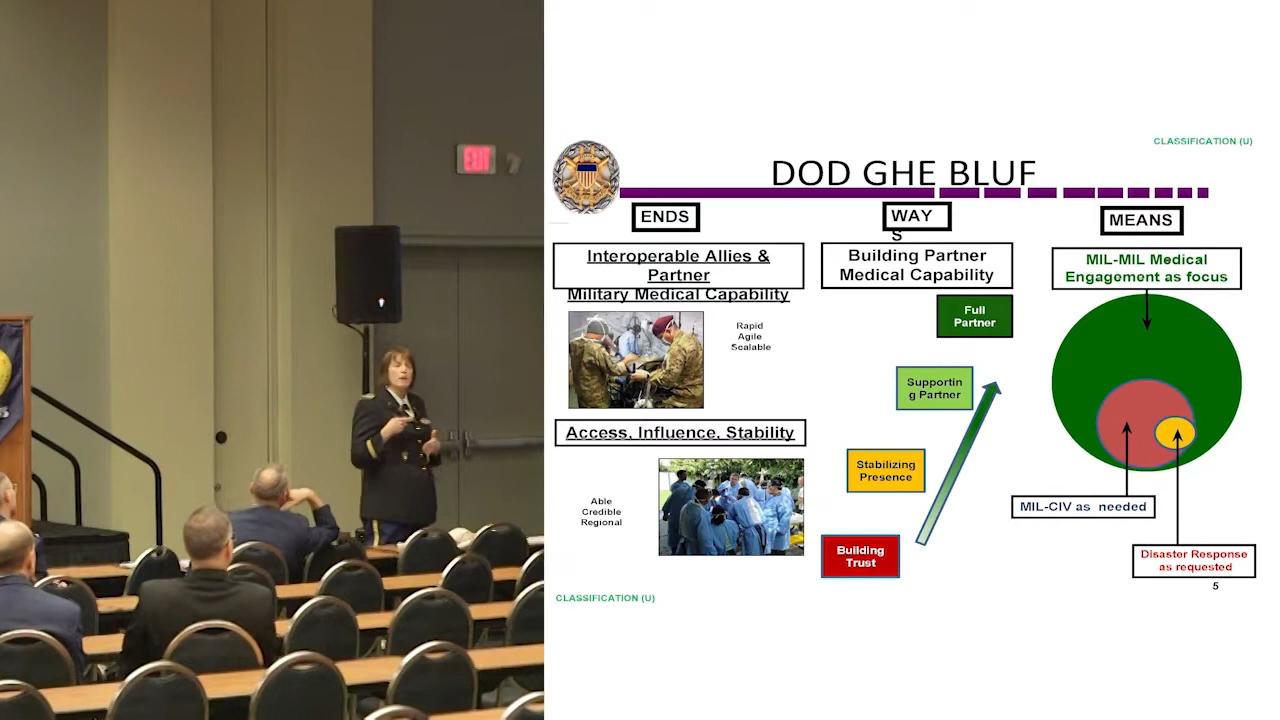 EXIT
CLASSIFICATION (U)
DOD GHE BLUF
ENDS
Interoperable Allies &
Partner
Military Medical Capability
Rapid
Agile
Scalable
Access, Influence, Stability
Able
Credible
Regional
WAY
S
Building Partner
Medical Capability
Full
Partner
Supportin
g Partner
Stabilizing
Presence
Building
Trust
MEANS
MIL-MIL Medical
Engagement as focus
MIL-CIV as needed
Disaster Response
as requested
5
CLASSIFICATION (U)